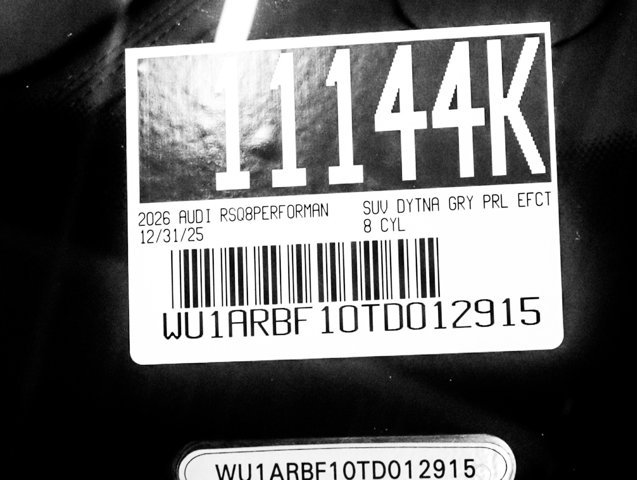 11144K
2026 AUDI RSQ8PERFORMAN SUV DYTNA GRY PRL EFCT
12/31/25 8 CYL
WU1ARBF10TD012915
WU1ARBF10TD012915